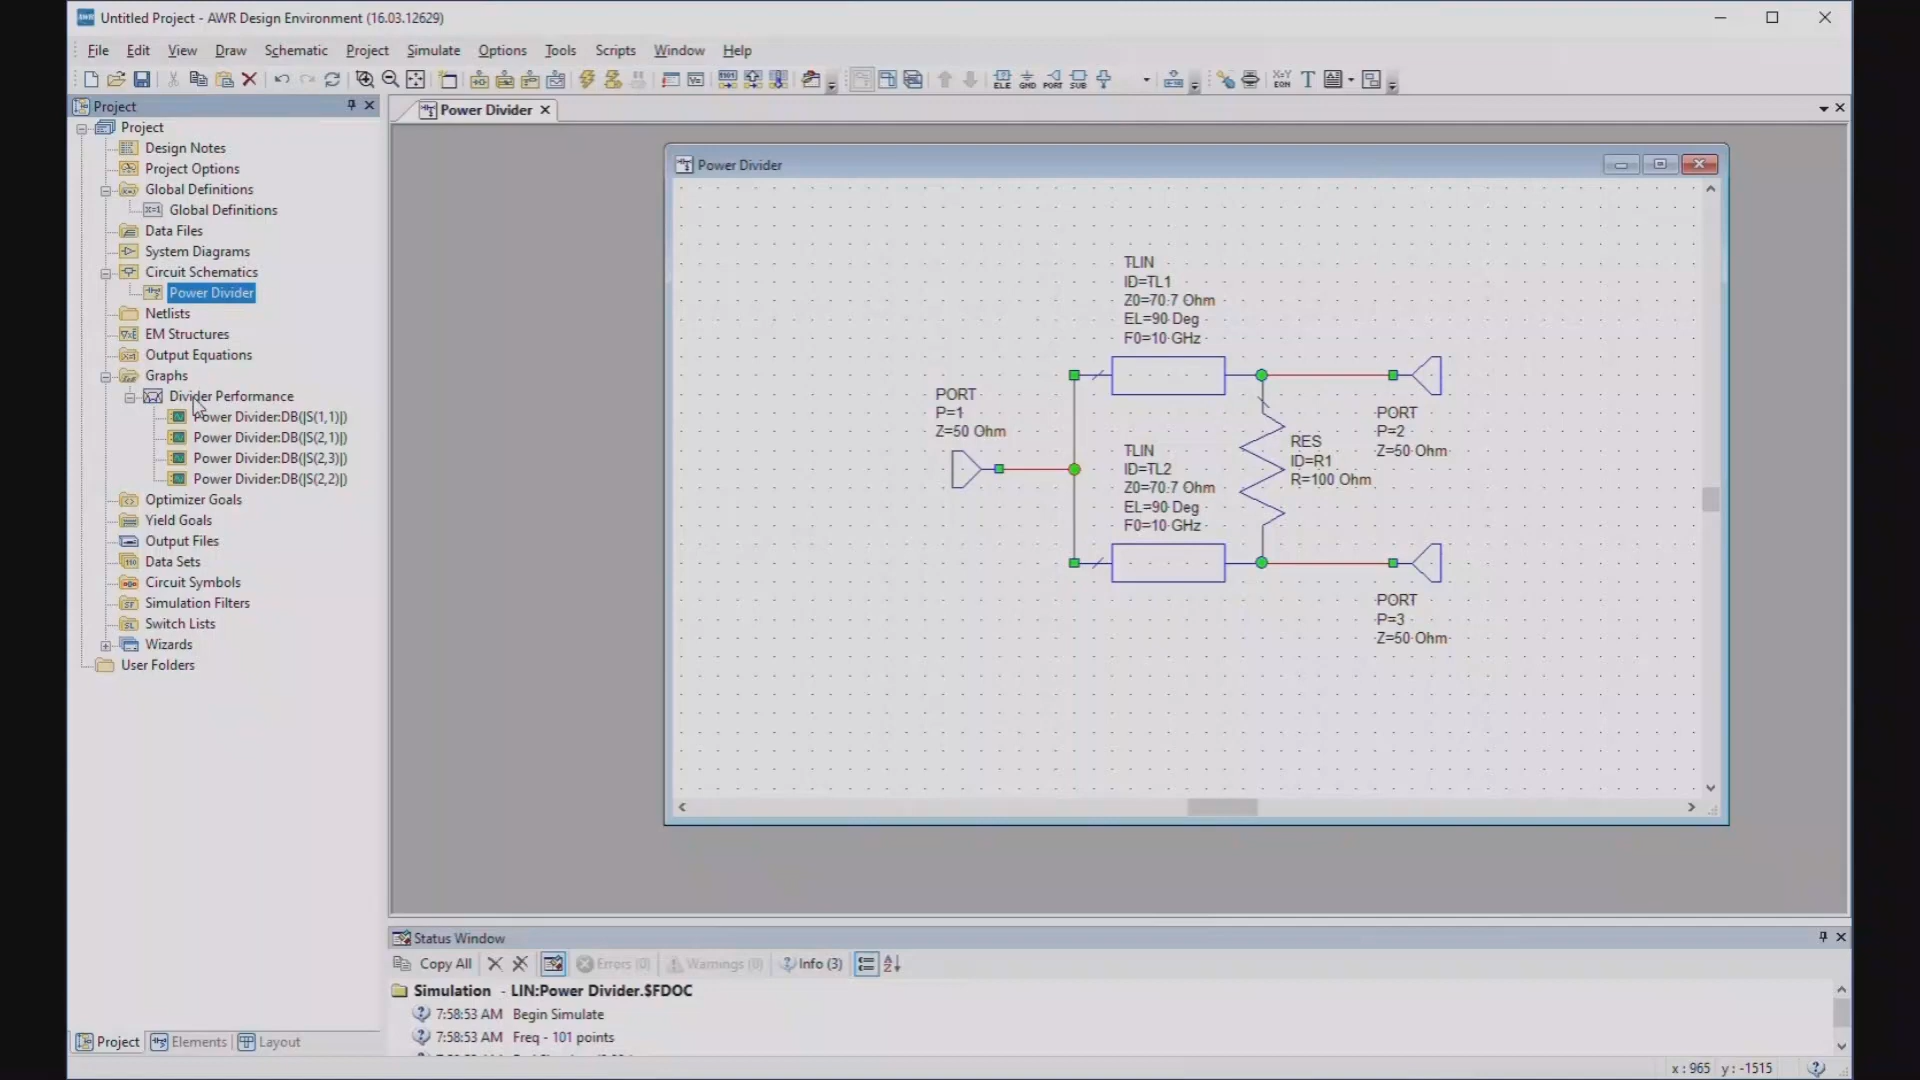 Untitled Project - AWR Design Environment (16.03.12629)
File Edit View Draw Schematic Project Simulate Options Tools Scripts Window Help
ELE GND PORT SUB X=Y EQN
Project
Power Divider
Project
Design Notes
Project Options
Global Definitions
Global Definitions
Data Files
System Diagrams
Circuit Schematics
Power Divider
Netlists
EM Structures
Output Equations
Graphs
Divider Performance
Power Divider:DB(|S(1,1)|)
Power Divider:DB(|S(2,1)|)
Power Divider:DB(|S(2,3)|)
Power Divider:DB(|S(2,2)|)
Optimizer Goals
Yield Goals
Output Files
Data Sets
Circuit Symbols
Simulation Filters
Switch Lists
Wizards
User Folders
Project Elements Layout
Power Divider
TLIN
ID=TL1
Z0=70.7 Ohm
EL=90 Deg
F0=10 GHz
PORT
P=1
Z=50 Ohm
TLIN
ID=TL2
Z0=70.7 Ohm
EL=90 Deg
F0=10 GHz
RES
ID=R1
R=100 Ohm
PORT
P=2
Z=50 Ohm
PORT
P=3
Z=50 Ohm
Status Window
Copy All Errors (0) Warnings (0) Info (3)
Simulation - LIN:Power Divider.$FDOC
7:58:53 AM Begin Simulate
7:58:53 AM Freq - 101 points
x : 965 y : -1515